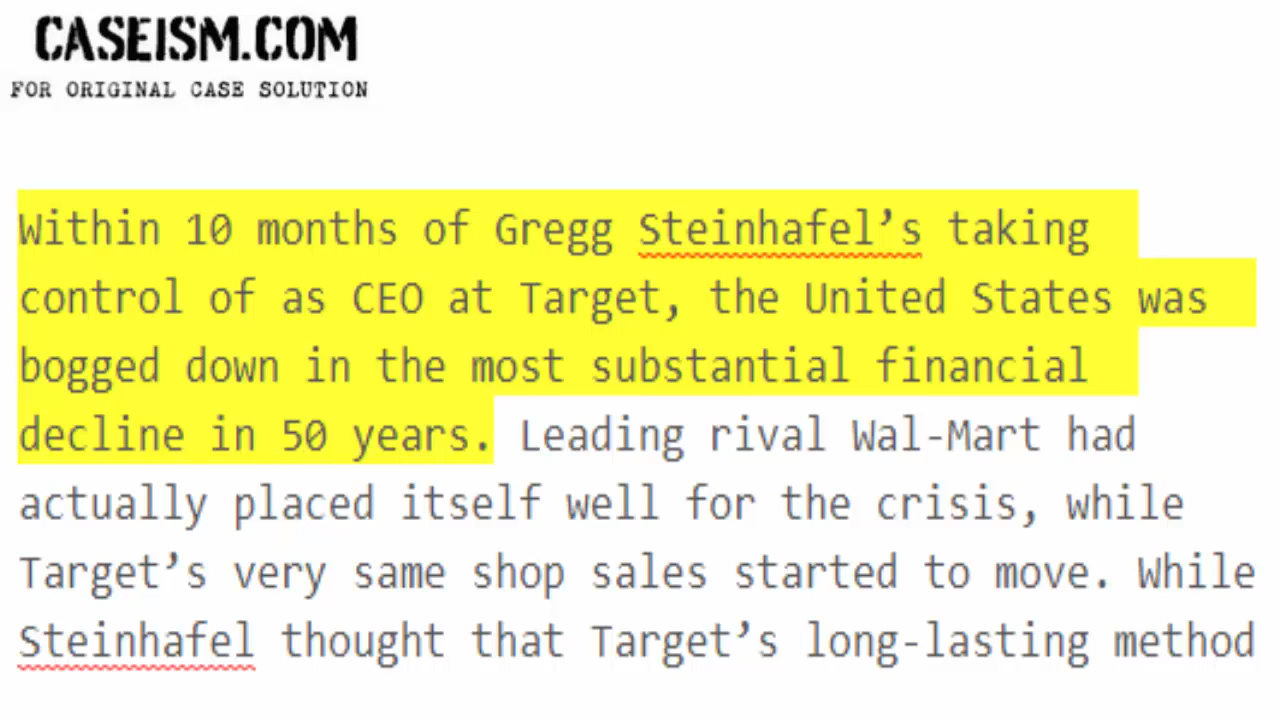 CASEISM.COM
FOR ORIGINAL CASE SOLUTION
Within 10 months of Gregg Steinhafel’s taking
control of as CEO at Target, the United States was
bogged down in the most substantial financial
decline in 50 years. Leading rival Wal-Mart had
actually placed itself well for the crisis, while
Target’s very same shop sales started to move. While
Steinhafel thought that Target’s long-lasting method